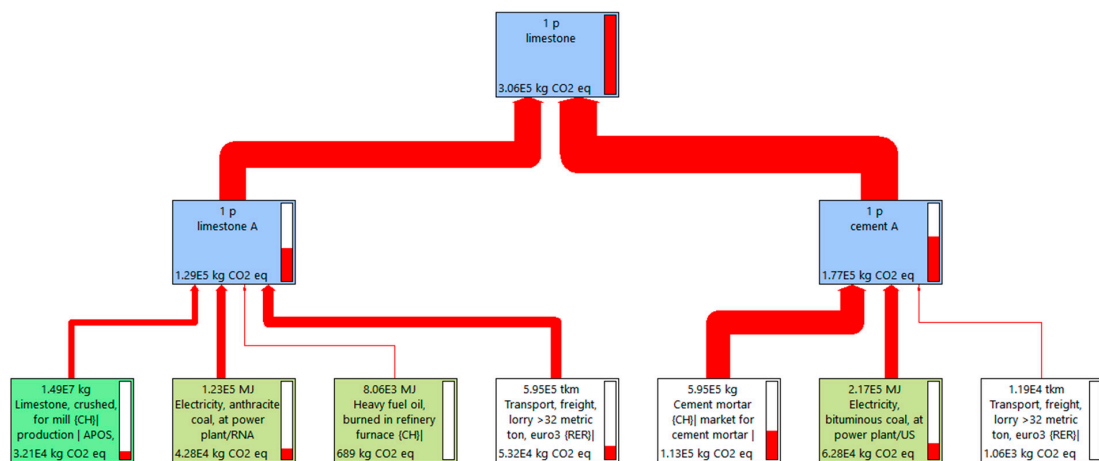 1 p
limestone
3.06E5 kg CO2 eq
1 p
limestone A
1.29E5 kg CO2 eq
1 p
cement A
1.77E5 kg CO2 eq
1.49E7 kg
Limestone, crushed,
for mill {CH}|
production | APOS,
3.21E4 kg CO2 eq
1.23E5 MJ
Electricity, anthracite
coal, at power
plant/RNA
4.28E4 kg CO2 eq
8.06E3 MJ
Heavy fuel oil,
burned in refinery
furnace {CH}|
689 kg CO2 eq
5.95E5 tkm
Transport, freight,
lorry >32 metric
ton, euro3 {RER}|
5.32E4 kg CO2 eq
5.95E5 kg
Cement mortar
{CH}| market for
cement mortar |
1.13E5 kg CO2 eq
2.17E5 MJ
Electricity,
bituminous coal, at
power plant/US
6.28E4 kg CO2 eq
1.19E4 tkm
Transport, freight,
lorry >32 metric
ton, euro3 {RER}|
1.06E3 kg CO2 eq